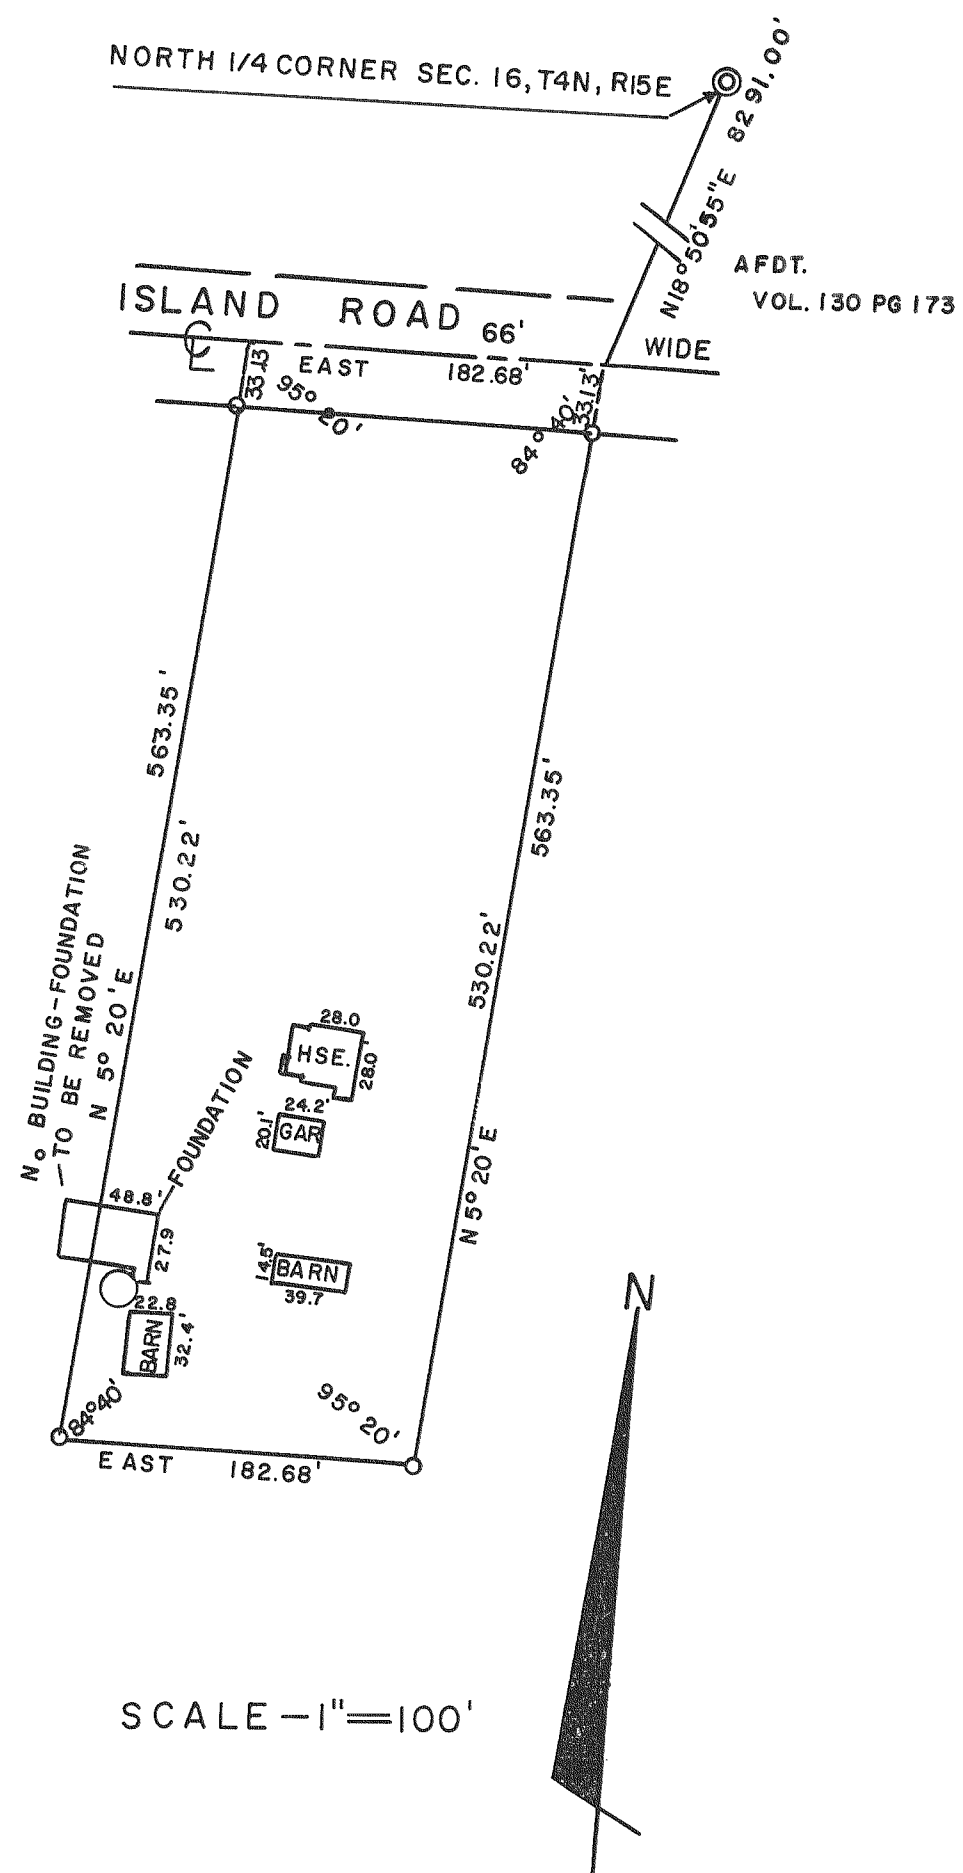 NORTH 1/4 CORNER SEC. 16, T4N, R15E
N18°50'55"E 8291.00'
AFDT.
VOL. 130 PG 173
ISLAND ROAD 66' WIDE
CL
EAST 182.68'
33.13
33.13'
95° 20'
84° 40'
563.35'
530.22'
N 5° 20' E
563.35'
530.22'
N 5° 20' E
No BUILDING-FOUNDATION
TO BE REMOVED
FOUNDATION
28.0
HSE.
28.0'
24.2'
20.1'
GAR
48.8'
27.9
14.5'
BARN
39.7
22.8
BARN
32.4'
84°40'
95° 20'
EAST 182.68'
N
SCALE-1"=100'